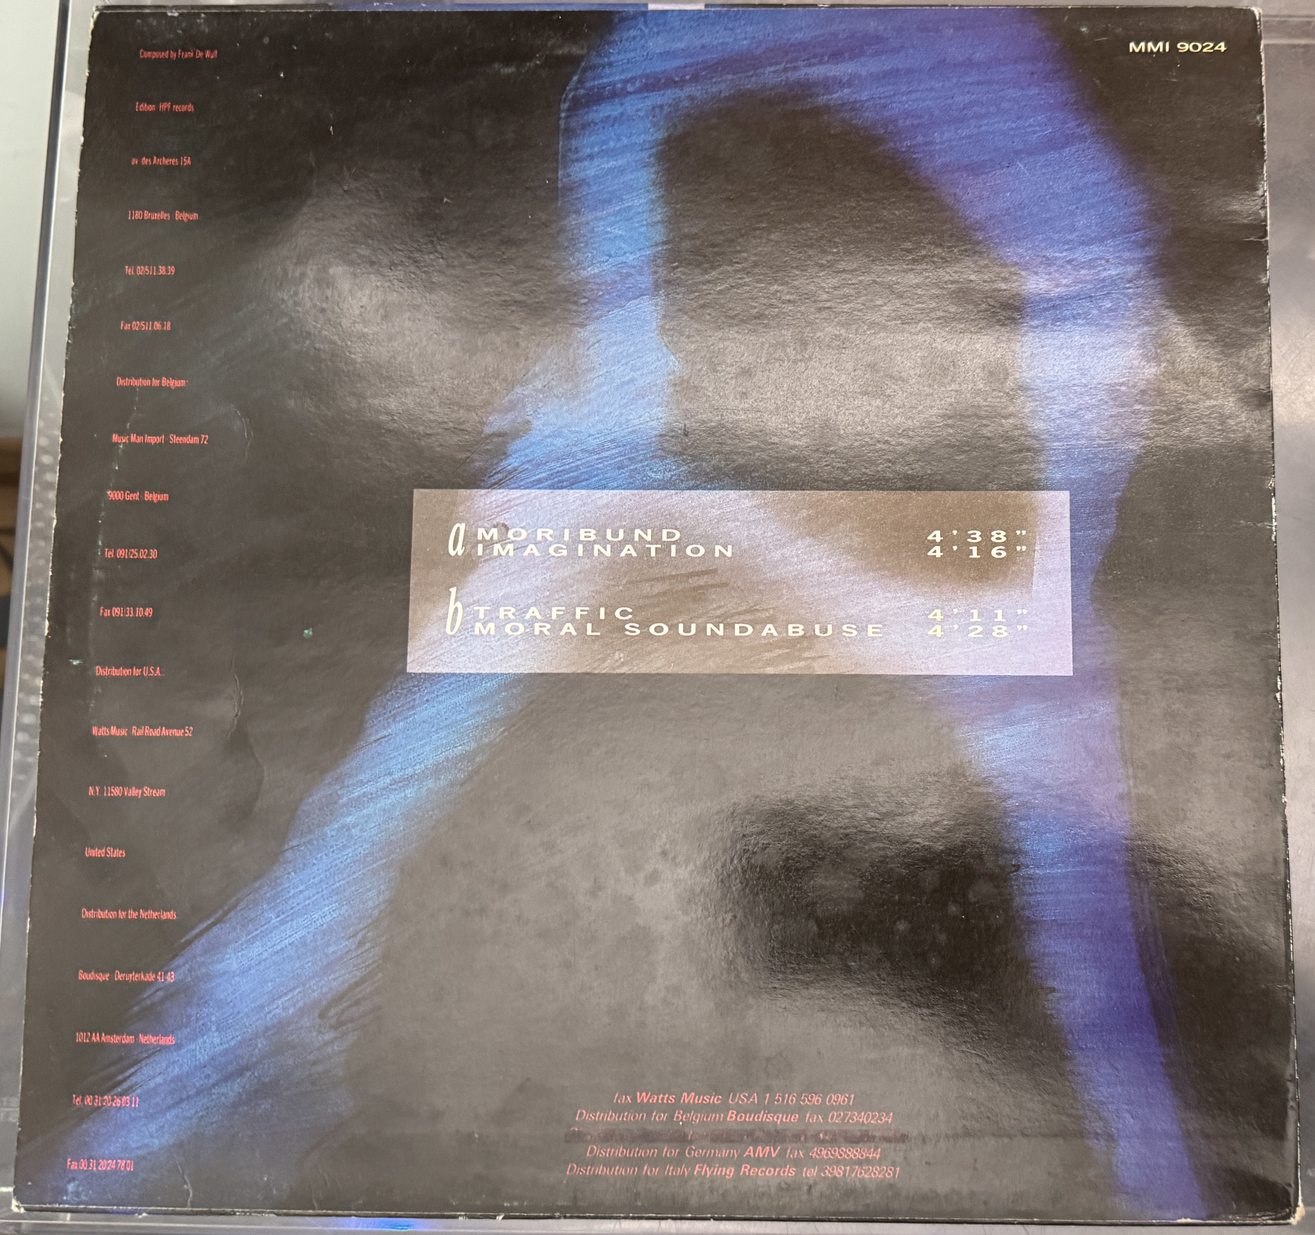 MMI 9024
Composed by Frank De Wulf
Edition HPF records
av. des Archeres 15A
1180 Bruxelles Belgium
Tél. 02/511.38.39
Fax 02/511.06.18
Distribution for Belgium:
Music Man Import Steendam 72
9000 Gent Belgium
Tel. 091/25.02.30
Fax 091.33.10.49
Distribution for U.S.A.:
Watts Music Rail Road Avenue 52
N.Y. 11580 Valley Stream
United States
Distribution for the Netherlands:
Boudisque Deruyterkade 41-43
1012 AA Amsterdam Netherlands
Tel. 00.31.20.26.03.11
Fax 00.31.20.24.78.01
a MORIBUND 4'38"
IMAGINATION 4'16"
b TRAFFIC 4'11"
MORAL SOUNDABUSE 4'28"
fax Watts Music USA 1 516 596 0961
Distribution for Belgium Boudisque fax 027340234
Distribution for Germany AMV fax 4969888844
Distribution for Italy Flying Records tel 39817628281